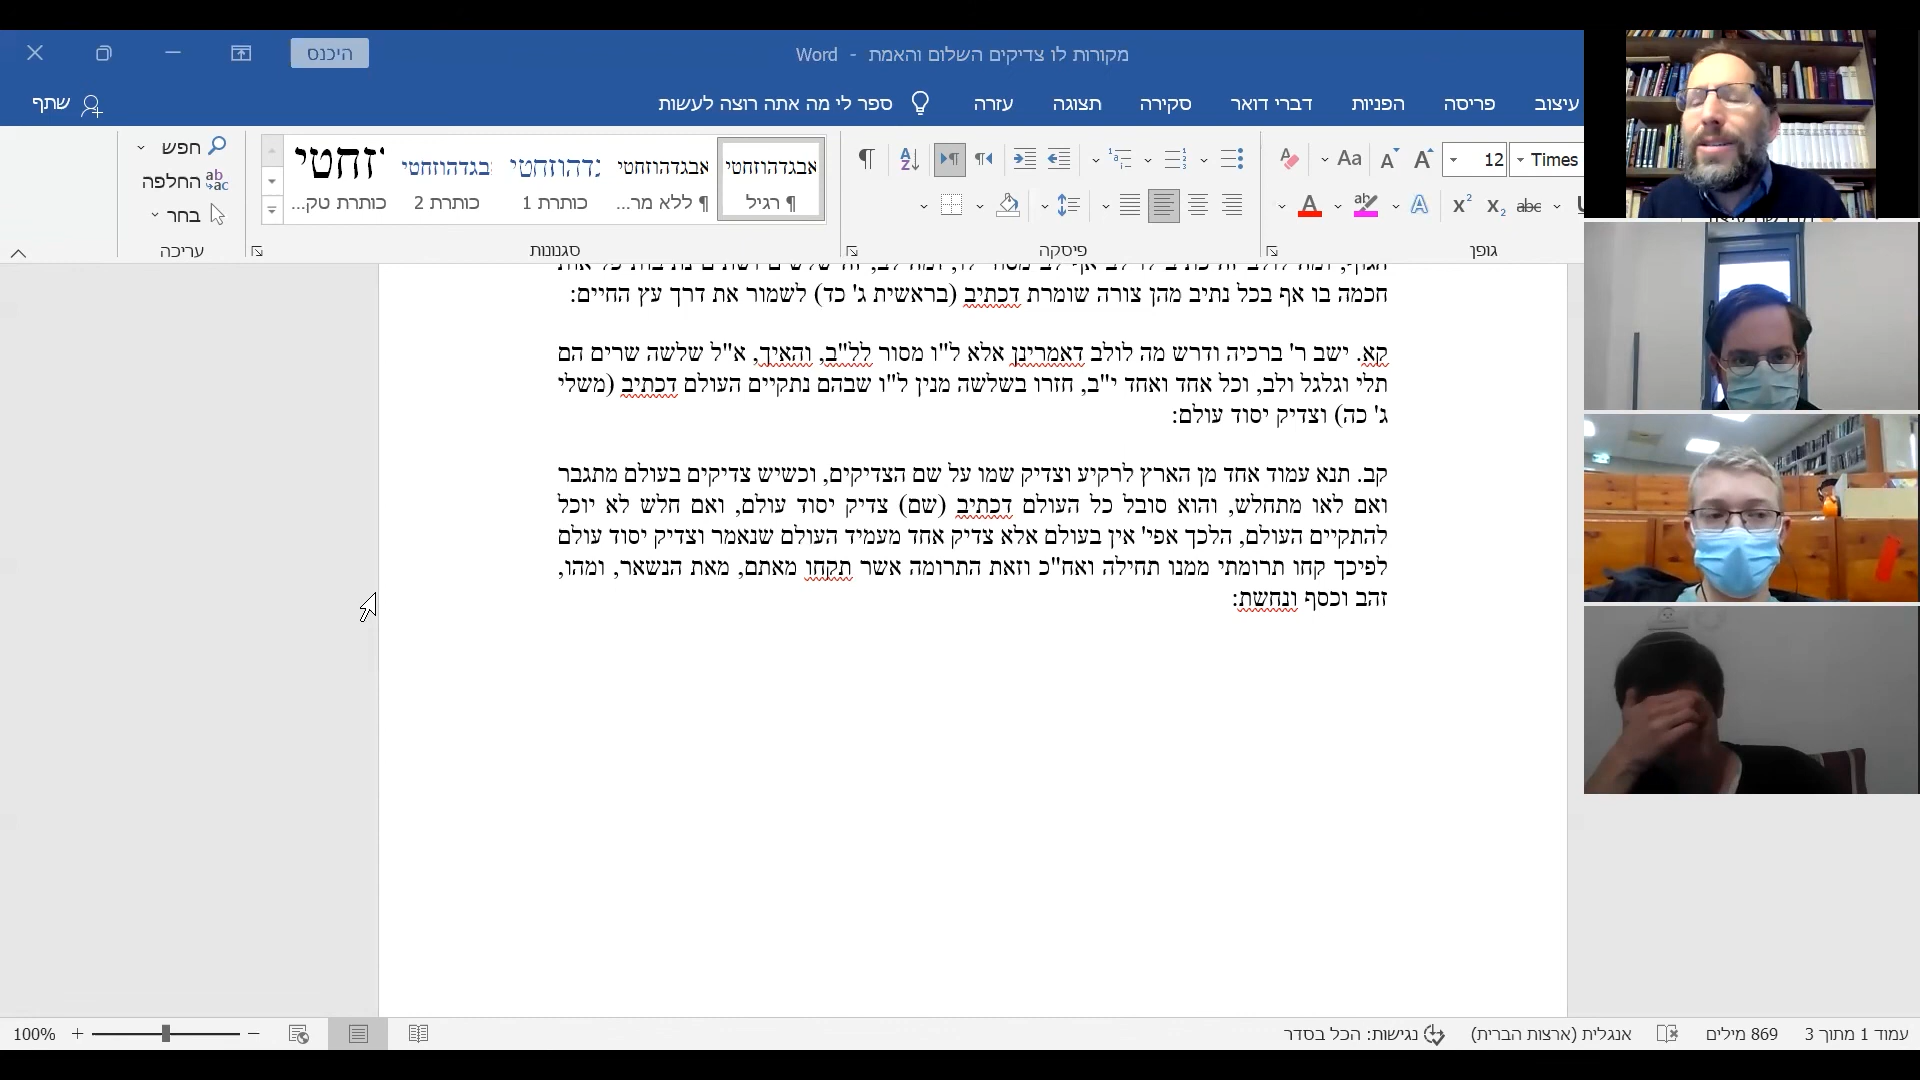 מקורות לו צדיקים השלום והאמת - Word
היכנס
עיצוב פריסה הפניות דברי דואר סקירה תצוגה עזרה ספר לי מה אתה רוצה לעשות
שתף
Times 12
אבגדהוזחטי
¶ רגיל
אבגדהוזחטי
¶ ללא מר...
כותרת 1
כותרת 2
כותרת טק...
חפש
החלפה
בחר
גופן
פיסקה
סגנונות
עריכה
חכמה בו אף בכל נתיב מהן צורה שומרת דכתיב (בראשית ג' כד) לשמור את דרך עץ החיים:
קא. ישב ר' ברכיה ודרש מה לולב דאמרינן אלא ל"ו מסור לל"ב, והאיך, א"ל שלשה שרים הם
תלי וגלגל ולב, וכל אחד ואחד י"ב, חזרו בשלשה מנין ל"ו שבהם נתקיים העולם דכתיב (משלי
ג' כה) וצדיק יסוד עולם:
קב. תנא עמוד אחד מן הארץ לרקיע וצדיק שמו על שם הצדיקים, וכשיש צדיקים בעולם מתגבר
ואם לאו מתחלש, והוא סובל כל העולם דכתיב (שם) צדיק יסוד עולם, ואם חלש לא יוכל
להתקיים העולם, הלכך אפי' אין בעולם אלא צדיק אחד מעמיד העולם שנאמר וצדיק יסוד עולם
לפיכך קחו תרומתי ממנו תחילה ואח"כ וזאת התרומה אשר תקחו מאתם, מאת הנשאר, ומהו,
זהב וכסף ונחשת:
עמוד 1 מתוך 3 869 מילים אנגלית (ארצות הברית) נגישות: הכל בסדר
100%